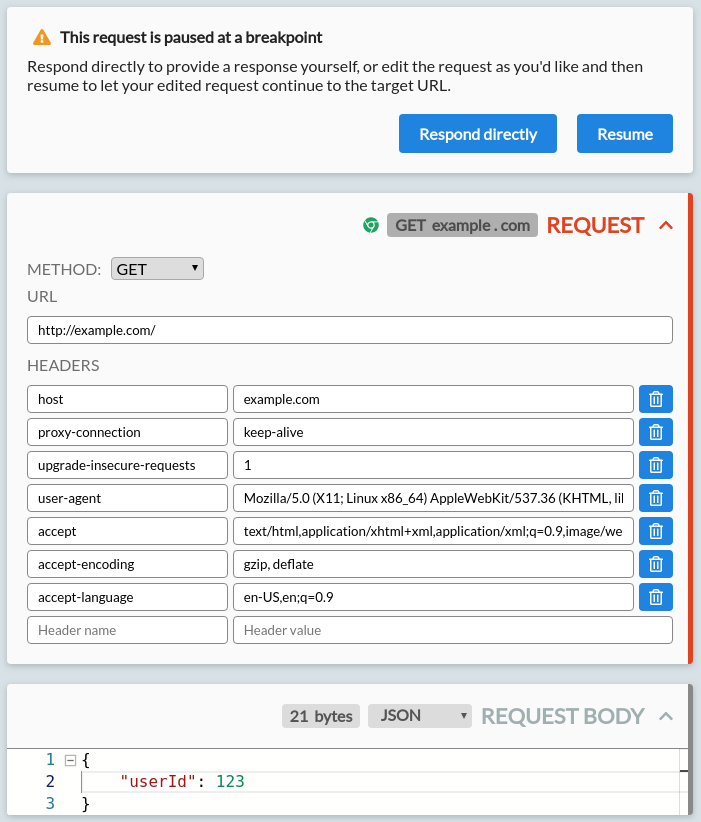 This request is paused at a breakpoint
Respond directly to provide a response yourself, or edit the request as you'd like and then
resume to let your edited request continue to the target URL.
Respond directly Resume
GET example . com REQUEST
METHOD: GET
URL
http://example.com/
HEADERS
host example.com
proxy-connection keep-alive
upgrade-insecure-requests 1
user-agent Mozilla/5.0 (X11; Linux x86_64) AppleWebKit/537.36 (KHTML, lil
accept text/html,application/xhtml+xml,application/xml;q=0.9,image/we
accept-encoding gzip, deflate
accept-language en-US,en;q=0.9
Header name Header value
21 bytes JSON REQUEST BODY
1 {
2 "userId": 123
3 }